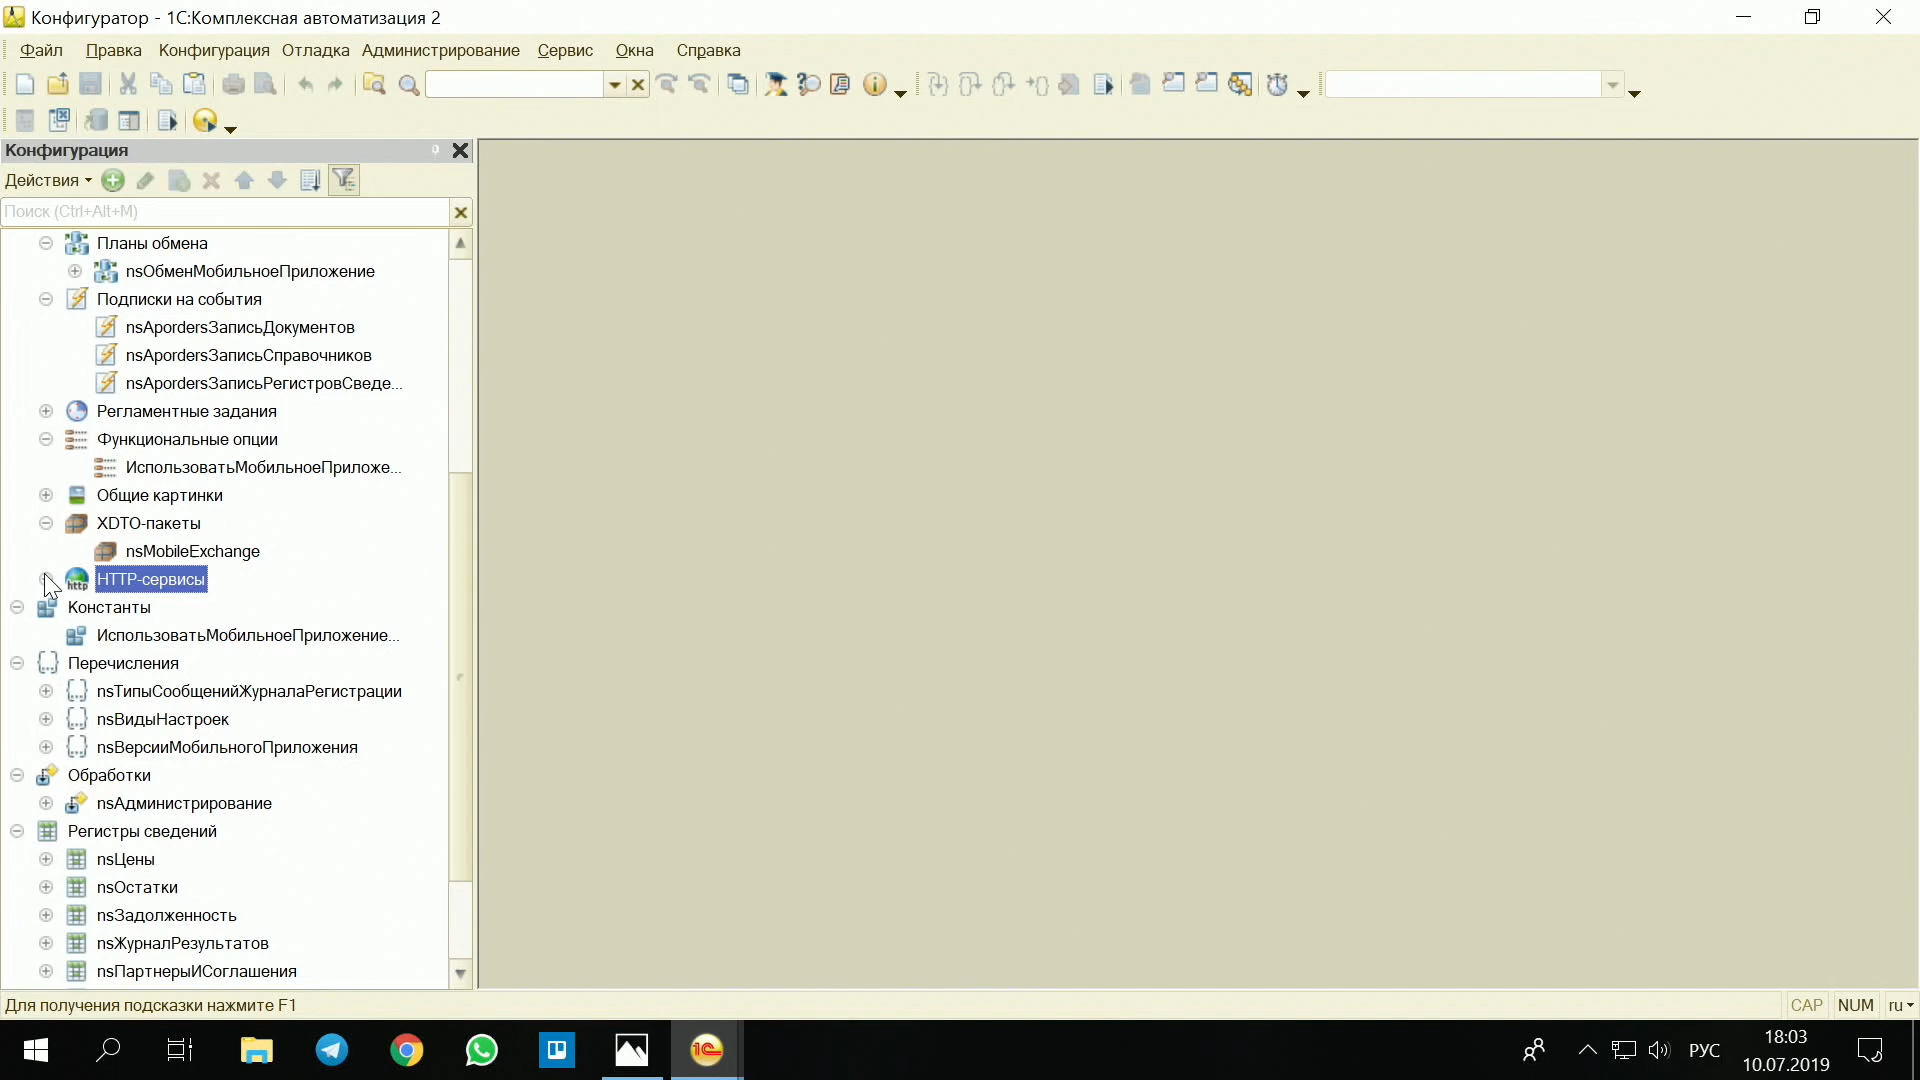 Конфигуратор - 1С:Комплексная автоматизация 2
Файл Правка Конфигурация Отладка Администрирование Сервис Окна Справка
Конфигурация
Действия
Поиск (Ctrl+Alt+M)
Планы обмена
nsОбменМобильноеПриложение
Подписки на события
nsApordersЗаписьДокументов
nsApordersЗаписьСправочников
nsApordersЗаписьРегистровСведе...
Регламентные задания
Функциональные опции
ИспользоватьМобильноеПриложе...
Общие картинки
XDTO-пакеты
nsMobileExchange
http HTTP-сервисы
Константы
ИспользоватьМобильноеПриложение...
Перечисления
nsТипыСообщенийЖурналаРегистрации
nsВидыНастроек
nsВерсииМобильногоПриложения
Обработки
nsАдминистрирование
Регистры сведений
nsЦены
nsОстатки
nsЗадолженность
nsЖурналРезультатов
nsПартнерыИСоглашения
Для получения подсказки нажмите F1
CAP NUM ru
РУС
18:03
10.07.2019